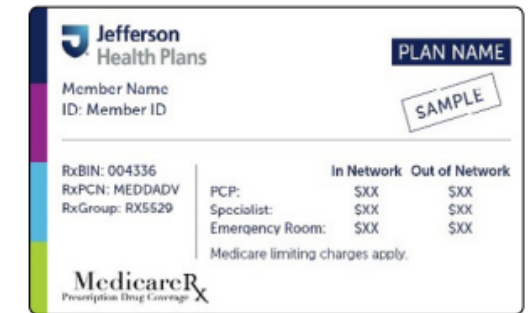 Jefferson
Health Plans
PLAN NAME
Member Name
ID: Member ID
SAMPLE
RxBIN: 004336
RxPCN: MEDDADV
RxGroup: RX5529
In Network Out of Network
PCP: $XX $XX
Specialist: $XX $XX
Emergency Room: $XX $XX
Medicare limiting charges apply.
MedicareRx
Prescription Drug Coverage